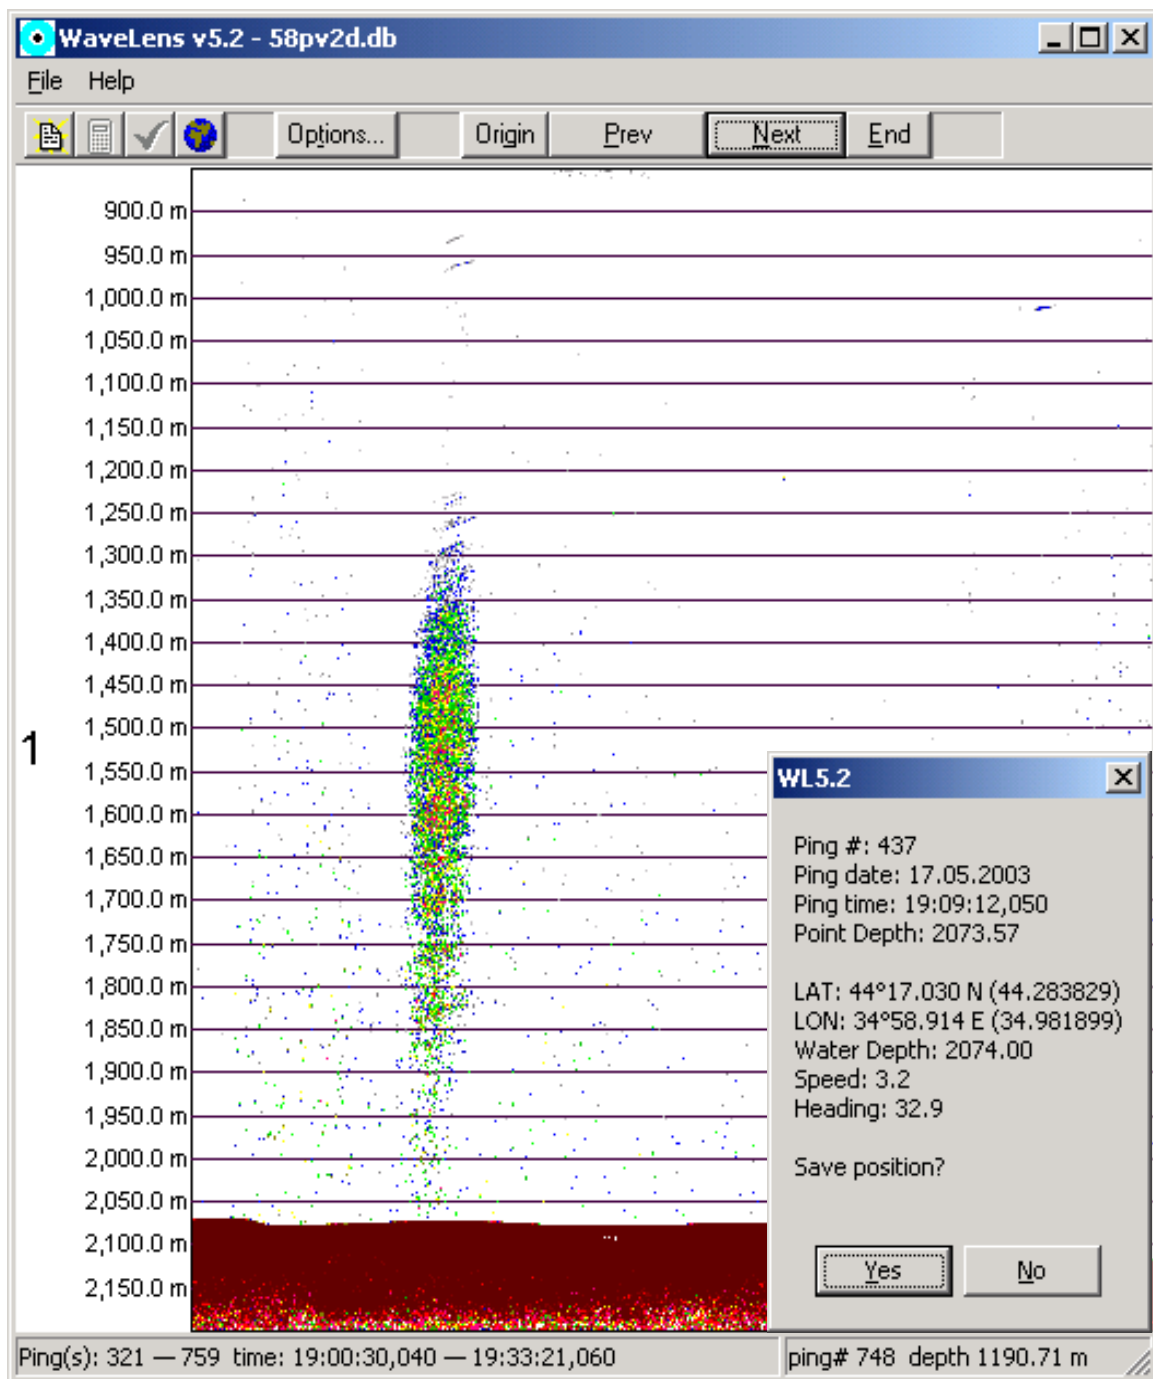 WaveLens v5.2 - 58pv2d.db
File Help
Options... Origin Prev Next End
900.0 m
950.0 m
1,000.0 m
1,050.0 m
1,100.0 m
1,150.0 m
1,200.0 m
1,250.0 m
1,300.0 m
1,350.0 m
1,400.0 m
1,450.0 m
1,500.0 m
1
1,550.0 m
1,600.0 m
1,650.0 m
1,700.0 m
1,750.0 m
1,800.0 m
1,850.0 m
1,900.0 m
1,950.0 m
2,000.0 m
2,050.0 m
2,100.0 m
2,150.0 m
WL5.2
Ping #: 437
Ping date: 17.05.2003
Ping time: 19:09:12,050
Point Depth: 2073.57
LAT: 44°17.030 N (44.283829)
LON: 34°58.914 E (34.981899)
Water Depth: 2074.00
Speed: 3.2
Heading: 32.9
Save position?
Yes No
Ping(s): 321 — 759 time: 19:00:30,040 — 19:33:21,060
ping# 748 depth 1190.71 m